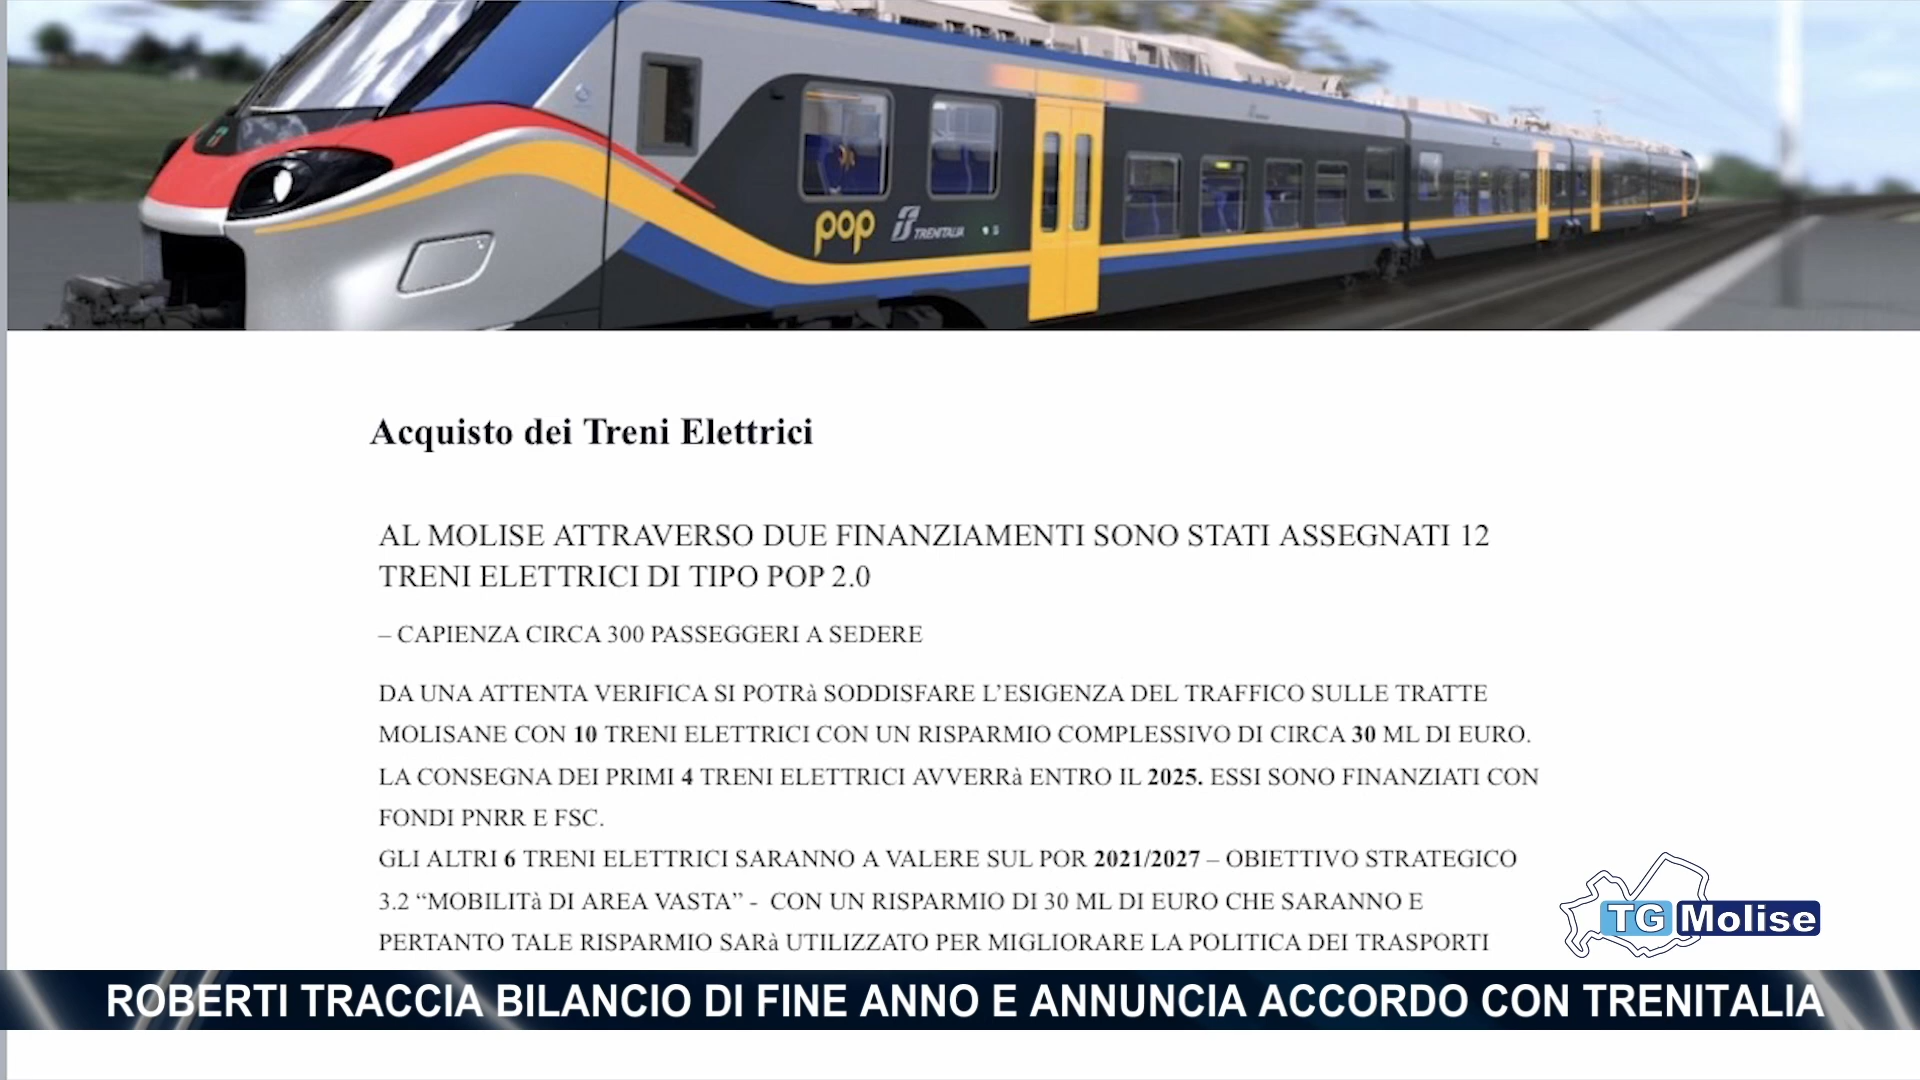 pop TRENITALIA
Acquisto dei Treni Elettrici
AL MOLISE ATTRAVERSO DUE FINANZIAMENTI SONO STATI ASSEGNATI 12
TRENI ELETTRICI DI TIPO POP 2.0
– CAPIENZA CIRCA 300 PASSEGGERI A SEDERE
DA UNA ATTENTA VERIFICA SI POTRà SODDISFARE L’ESIGENZA DEL TRAFFICO SULLE TRATTE
MOLISANE CON 10 TRENI ELETTRICI CON UN RISPARMIO COMPLESSIVO DI CIRCA 30 ML DI EURO.
LA CONSEGNA DEI PRIMI 4 TRENI ELETTRICI AVVERRà ENTRO IL 2025. ESSI SONO FINANZIATI CON
FONDI PNRR E FSC.
GLI ALTRI 6 TRENI ELETTRICI SARANNO A VALERE SUL POR 2021/2027 – OBIETTIVO STRATEGICO
3.2 “MOBILITà DI AREA VASTA” - CON UN RISPARMIO DI 30 ML DI EURO CHE SARANNO E
PERTANTO TALE RISPARMIO SARà UTILIZZATO PER MIGLIORARE LA POLITICA DEI TRASPORTI
TG Molise
ROBERTI TRACCIA BILANCIO DI FINE ANNO E ANNUNCIA ACCORDO CON TRENITALIA